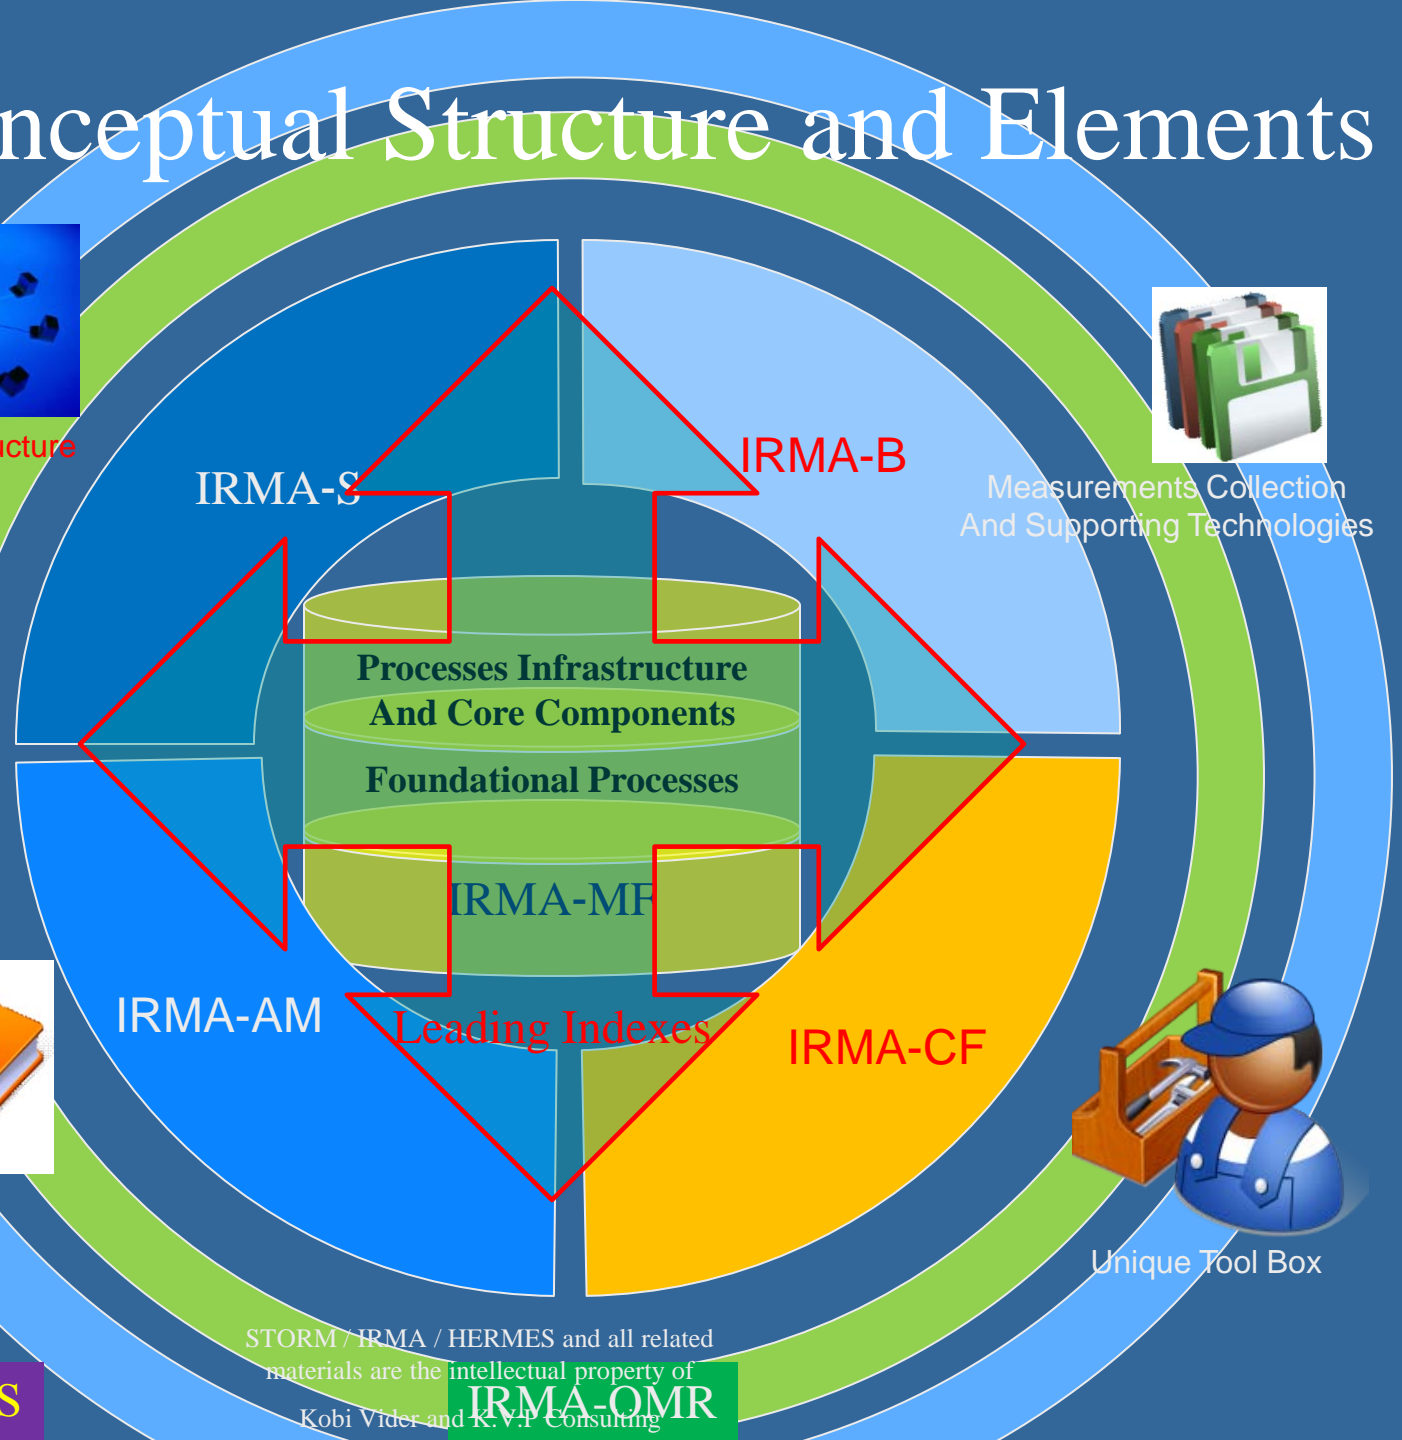 nceptual Structure and Elements
ucture
IRMA-S
IRMA-B
Measurements Collection
And Supporting Technologies
Processes Infrastructure
And Core Components
Foundational Processes
IRMA-MF
IRMA-AM
Leading Indexes
IRMA-CF
Unique Tool Box
STORM / IRMA / HERMES and all related
materials are the intellectual property of
Kobi Vider and K.V.P Consulting
IRMA-OMR
S